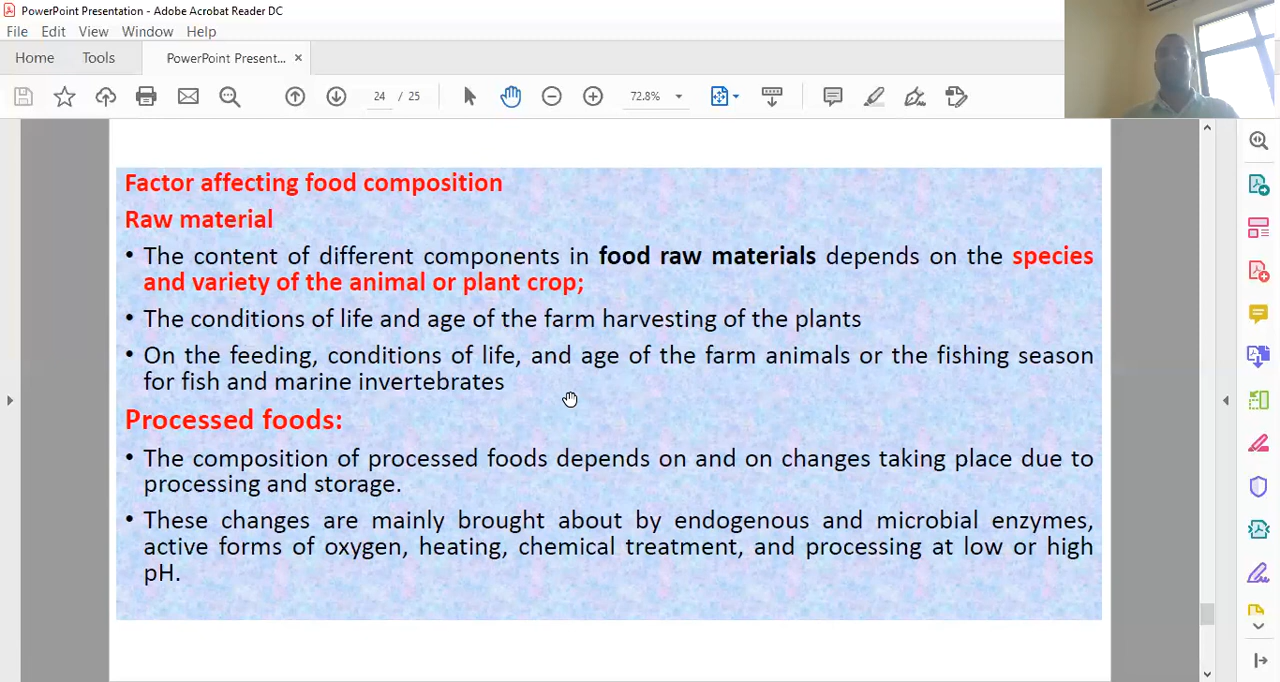 PowerPoint Presentation - Adobe Acrobat Reader DC
File Edit View Window Help
Home Tools PowerPoint Present... ×
24 / 25 72.8%
Factor affecting food composition
Raw material
• The content of different components in food raw materials depends on the species
and variety of the animal or plant crop;
• The conditions of life and age of the farm harvesting of the plants
• On the feeding, conditions of life, and age of the farm animals or the fishing season
for fish and marine invertebrates
Processed foods:
• The composition of processed foods depends on and on changes taking place due to
processing and storage.
• These changes are mainly brought about by endogenous and microbial enzymes,
active forms of oxygen, heating, chemical treatment, and processing at low or high
pH.